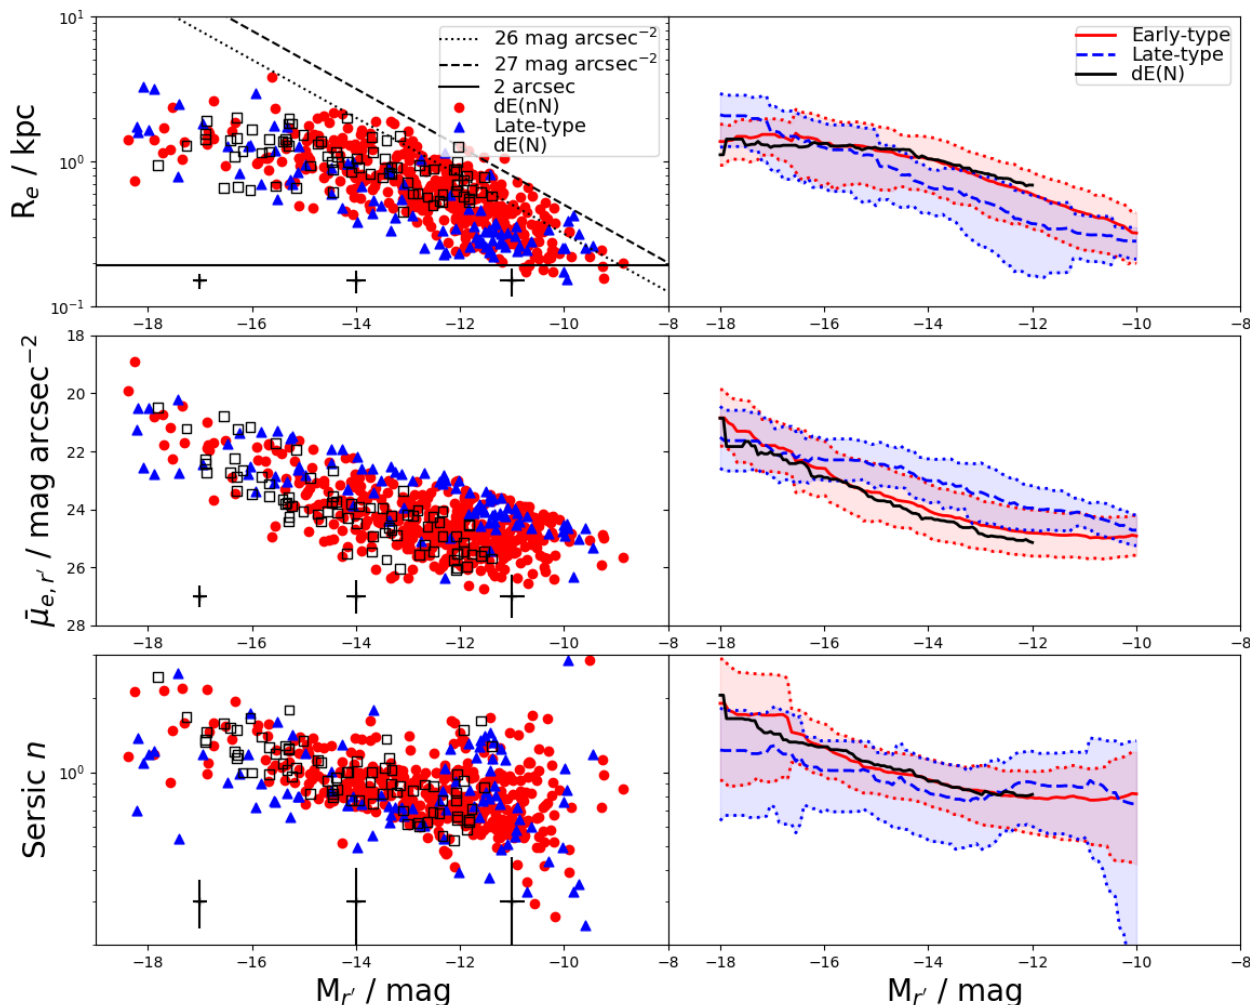 10¹
10⁰
10⁻¹
R_e / kpc
26 mag arcsec⁻²
27 mag arcsec⁻²
2 arcsec
dE(nN)
Late-type
dE(N)
Early-type
Late-type
dE(N)
−18 −16 −14 −12 −10 −8 −18 −16 −14 −12 −10 −8
18
20
22
24
26
28
μ̄_{e,r′} / mag arcsec⁻²
−18 −16 −14 −12 −10 −8 −18 −16 −14 −12 −10 −8
10⁰
Sersic n
−18 −16 −14 −12 −10 −8 −18 −16 −14 −12 −10 −8
M_{r′} / mag M_{r′} / mag